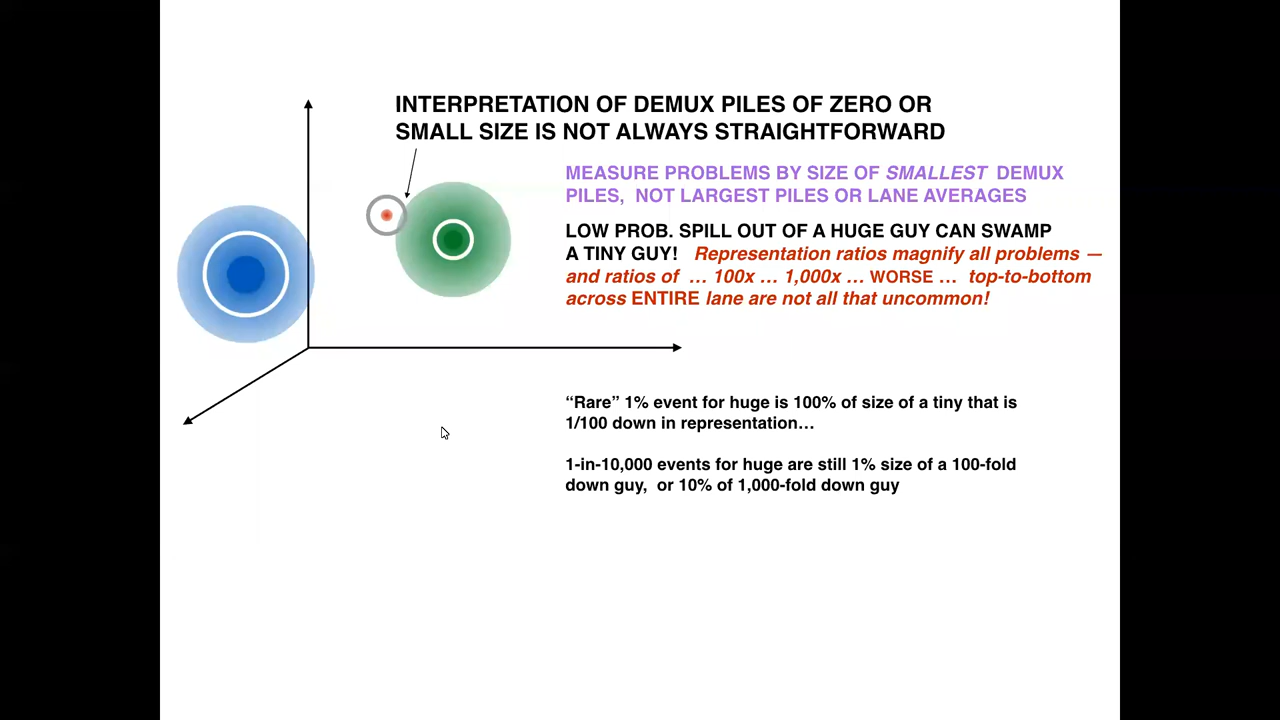 INTERPRETATION OF DEMUX PILES OF ZERO OR
SMALL SIZE IS NOT ALWAYS STRAIGHTFORWARD
MEASURE PROBLEMS BY SIZE OF SMALLEST DEMUX
PILES, NOT LARGEST PILES OR LANE AVERAGES
LOW PROB. SPILL OUT OF A HUGE GUY CAN SWAMP
A TINY GUY! Representation ratios magnify all problems —
and ratios of … 100x … 1,000x … WORSE … top-to-bottom
across ENTIRE lane are not all that uncommon!
“Rare” 1% event for huge is 100% of size of a tiny that is
1/100 down in representation…
1-in-10,000 events for huge are still 1% size of a 100-fold
down guy, or 10% of 1,000-fold down guy